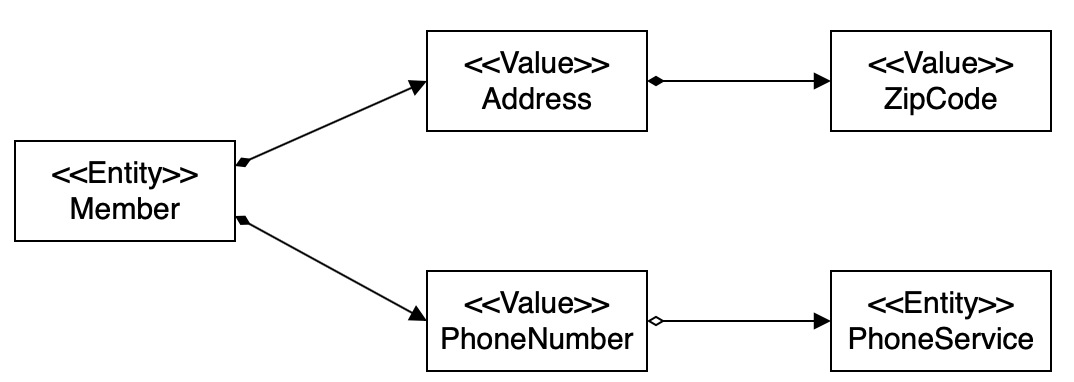 <<Value>>
Address
<<Value>>
ZipCode
<<Entity>>
Member
<<Value>>
PhoneNumber
<<Entity>>
PhoneService